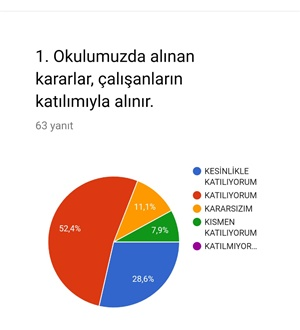 1. Okulumuzda alınan
kararlar, çalışanların
katılımıyla alınır.
63 yanıt
KESİNLİKLE
KATILIYORUM
KATILIYORUM
KARARSIZIM
KISMEN
KATILIYORUM
KATILMIYOR...
52,4%
11,1%
7,9%
28,6%